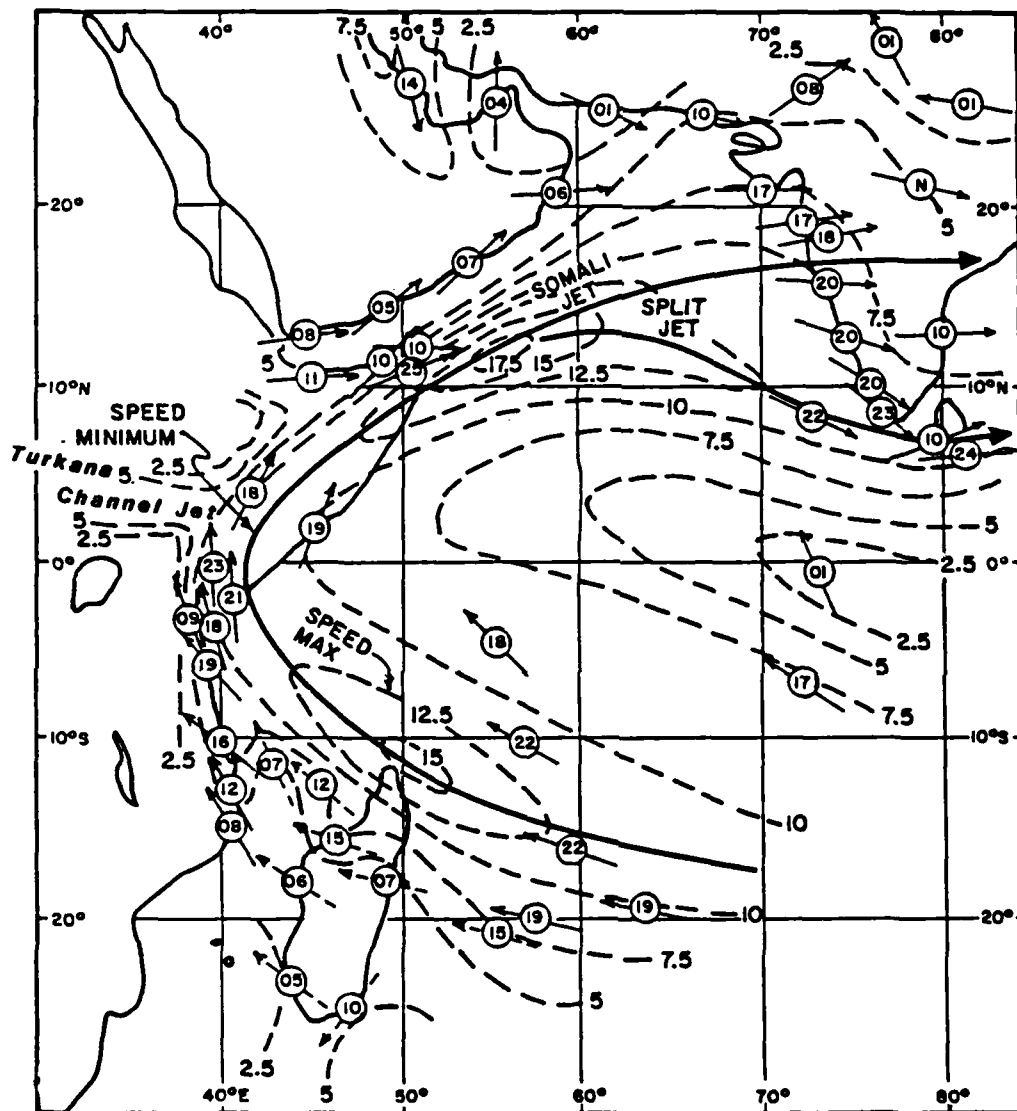 40° 50° 60° 70° 80°
7.5 5 2.5 2.5
01
14 04 01 10 08 01
06 17 N
20° 5 20°
17
18
07 SOMALI
JET
SPLIT
JET
20
7.5
05
08 10 10 20 10
5 25 17.5 15
11 12.5 20
10°N 10°N
SPEED
MINIMUM
10 22 23
10
24
7.5
Turkana 5 2.5
Channel Jet
18
5
2.5
19
5
0° 23 2.5 0°
01
21
09 18
2.5
SPEED
MAX
18
19 5
17
7.5
12.5
10°S 16 22 10°S
2.5 07 15
12 12
10
08
15 22
06 07
19
20° 19 10 20°
15
7.5
05
5
10
2.5
40°E 5 50° 60° 70° 80°